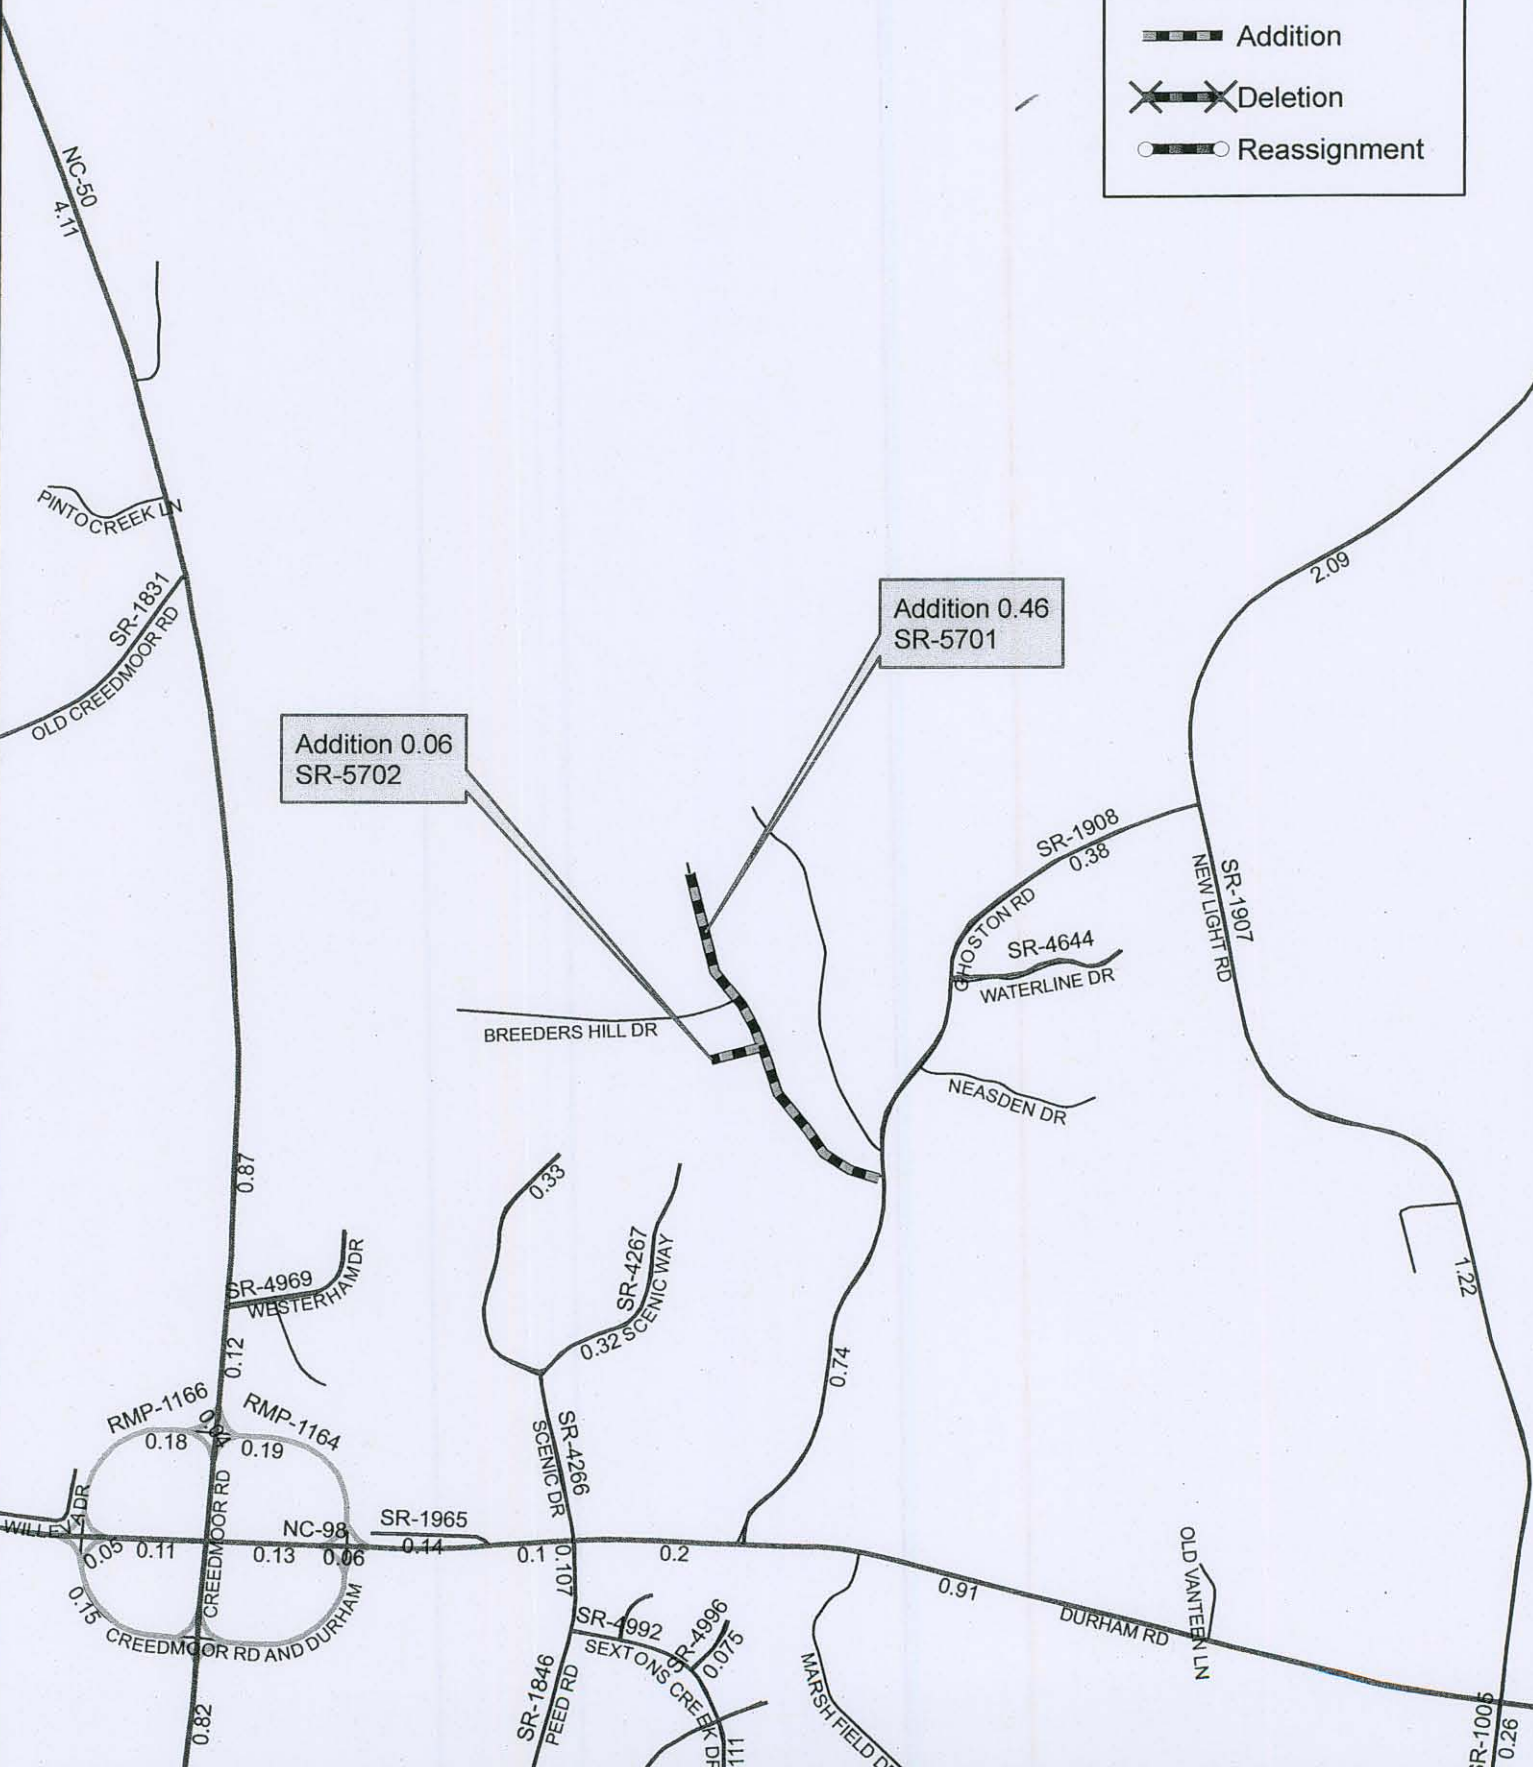 Addition
Deletion
Reassignment
NC-50
4.11
PINTO CREEK LN
SR-1831
OLD CREEDMOOR RD
2.09
Addition 0.46
SR-5701
Addition 0.06
SR-5702
SR-1908
0.38
GHOSTON RD
SR-1907
NEW LIGHT RD
SR-4644
WATERLINE DR
BREEDERS HILL DR
NEASDEN DR
0.87
0.33
SR-4267
SCENIC WAY
0.32
SR-4969
WESTERHAM DR
1.22
0.12
0.74
RMP-1166
0.18
0.04
RMP-1164
0.19
SR-4266
SCENIC DR
CREEDMOOR RD
WILLEVA DR
NC-98
SR-1965
0.05
0.11
0.13
0.06
0.14
0.1
0.107
0.2
0.91
DURHAM RD
OLD VANTEEN LN
0.15
CREEDMOOR RD AND DURHAM
SR-4992
SEXTONS CREEK DR
SR-4996
0.075
SR-1846
PEED RD
MARSH FIELD DR
0.82
111
SR-1005
0.26